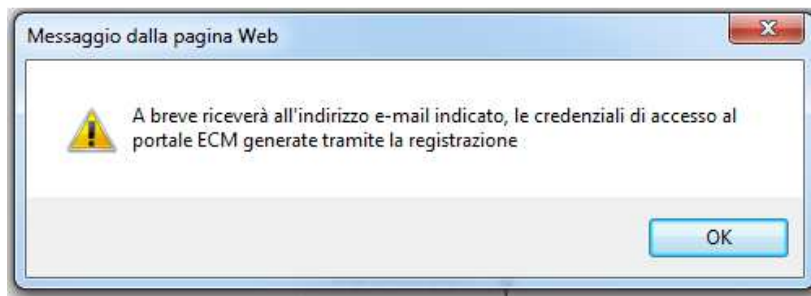 Messaggio dalla pagina Web
A breve riceverà all'indirizzo e-mail indicato, le credenziali di accesso al
portale ECM generate tramite la registrazione
OK